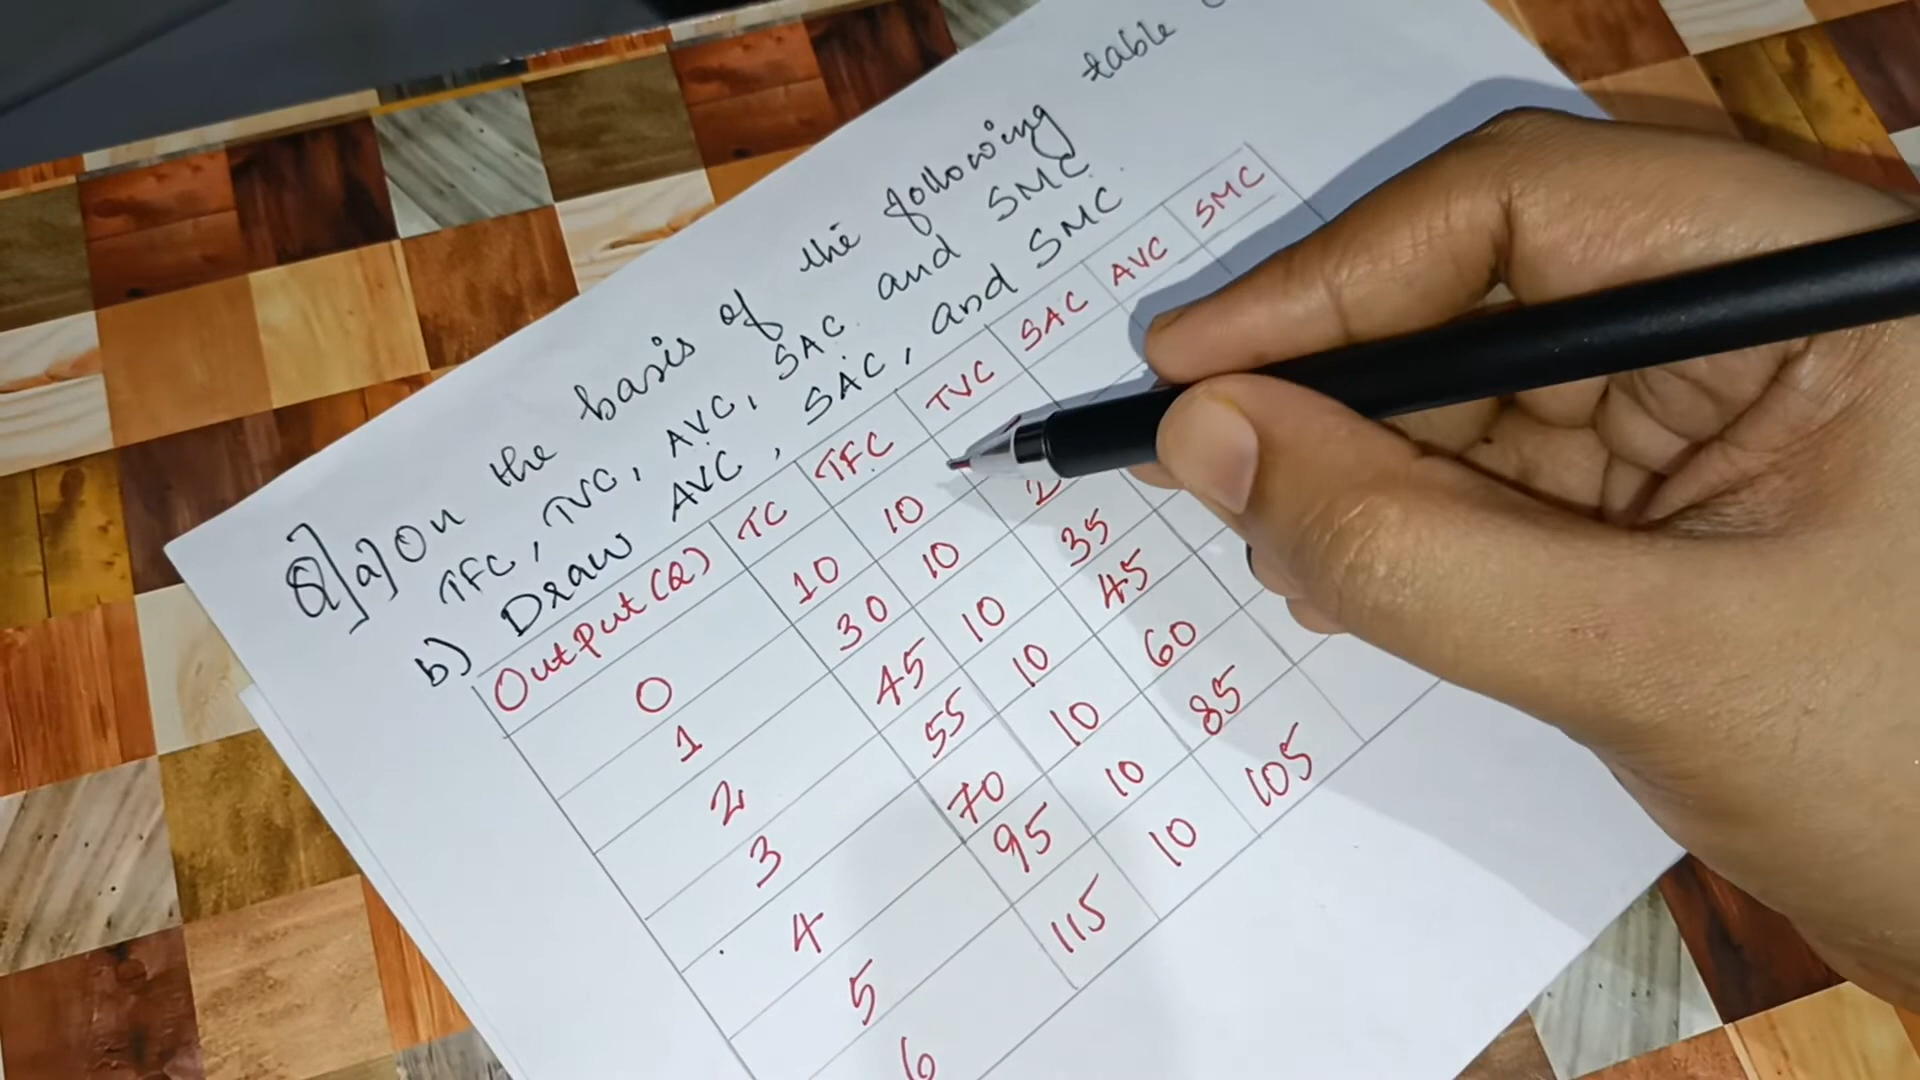 Q] a) On the basis of the following table
TFC, TVC, AVC, SAC and SMC
b) Draw AVC, SAC, and SMC.
Output(Q) TC TFC TVC SAC AVC SMC
0 10 10
1 30 10 2
2 45 10 35
3 55 10 45
4 70 10 60
5 95 10 85
6 115 10 105